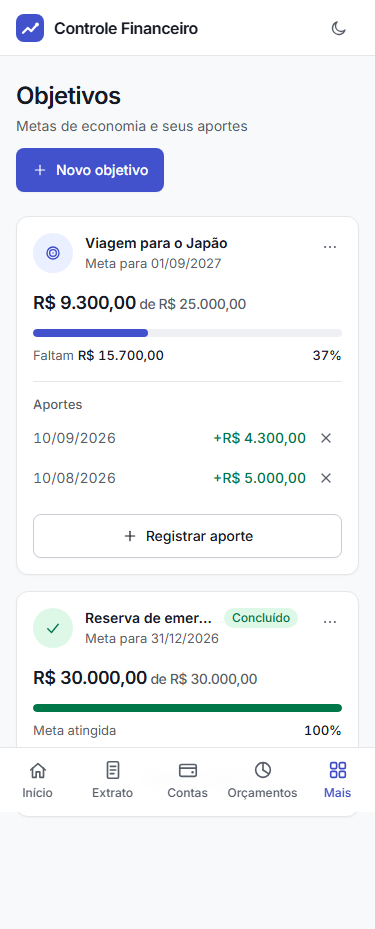 Controle Financeiro
Objetivos
Metas de economia e seus aportes
+ Novo objetivo
Viagem para o Japão
...
Meta para 01/09/2027
R$ 9.300,00 de R$ 25.000,00
Faltam R$ 15.700,00 37%
Aportes
10/09/2026 +R$ 4.300,00 ×
10/08/2026 +R$ 5.000,00 ×
+ Registrar aporte
Reserva de emer... Concluído ...
Meta para 31/12/2026
R$ 30.000,00 de R$ 30.000,00
Meta atingida 100%
Início Extrato Contas Orçamentos Mais